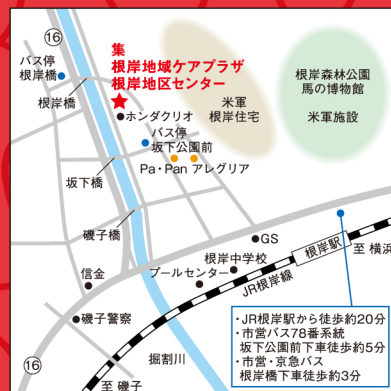 16
バス停
根岸橋
集
根岸地域ケアプラザ
根岸地区センター
根岸橋
ホンダクリオ
米軍
根岸住宅
根岸森林公園
馬の博物館
米軍施設
バス停
坂下公園前
Pa・Pan アレグリア
坂下橋
磯子橋
GS
根岸駅
至 横浜
根岸中学校
プールセンター
JR根岸線
信金
磯子警察
16
掘割川
至 磯子
・JR根岸駅から徒歩約20分
・市営バス78番系統
坂下公園前下車徒歩約5分
・市営・京急バス
根岸橋下車徒歩約3分